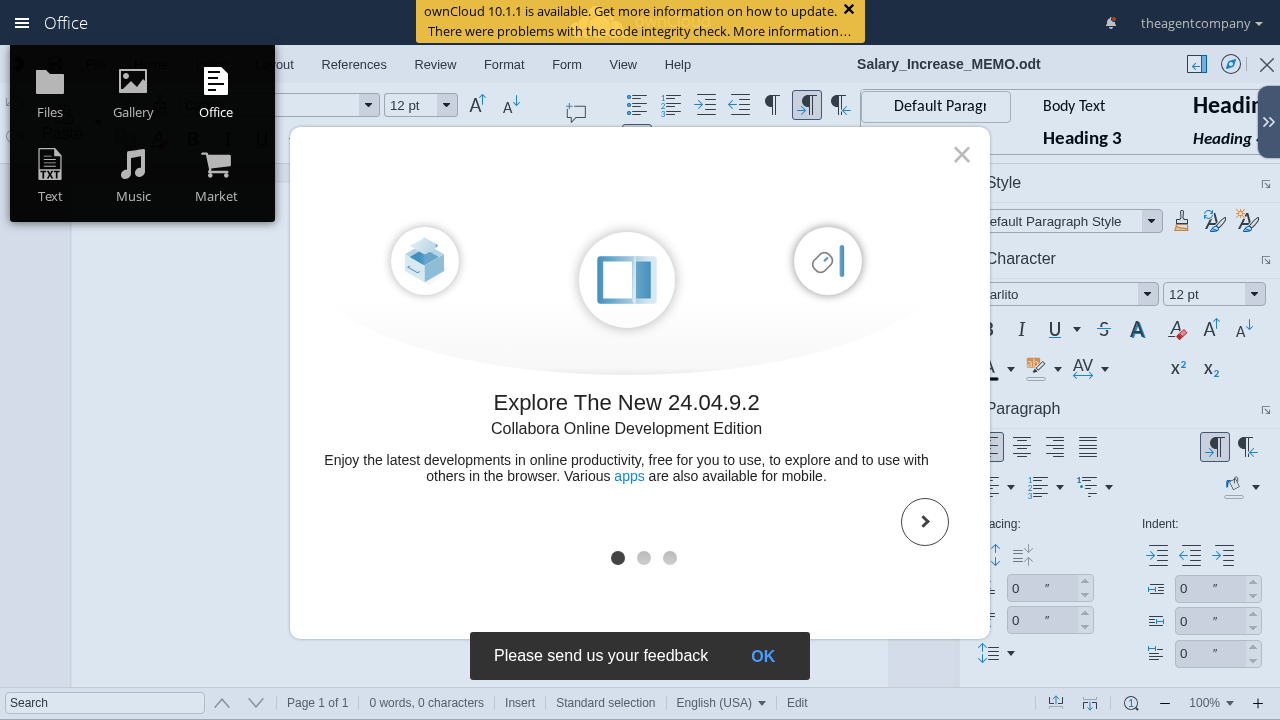 Office
ownCloud 10.1.1 is available. Get more information on how to update.
There were problems with the code integrity check. More information…
theagentcompany
References
Review
Format
Form
View
Help
Salary_Increase_MEMO.odt
Files
Gallery
Office
Text
Music
Market
12 pt
Default Paragr
Body Text
Headin
Heading 3
Heading
Style
efault Paragraph Style
Character
arlito
12 pt
Paragraph
acing:
Indent:
0 "
0 "
0 "
0 "
0 "
Explore The New 24.04.9.2
Collabora Online Development Edition
Enjoy the latest developments in online productivity, free for you to use, to explore and to use with
others in the browser. Various apps are also available for mobile.
Please send us your feedback
OK
Search
Page 1 of 1
0 words, 0 characters
Insert
Standard selection
English (USA)
Edit
100%